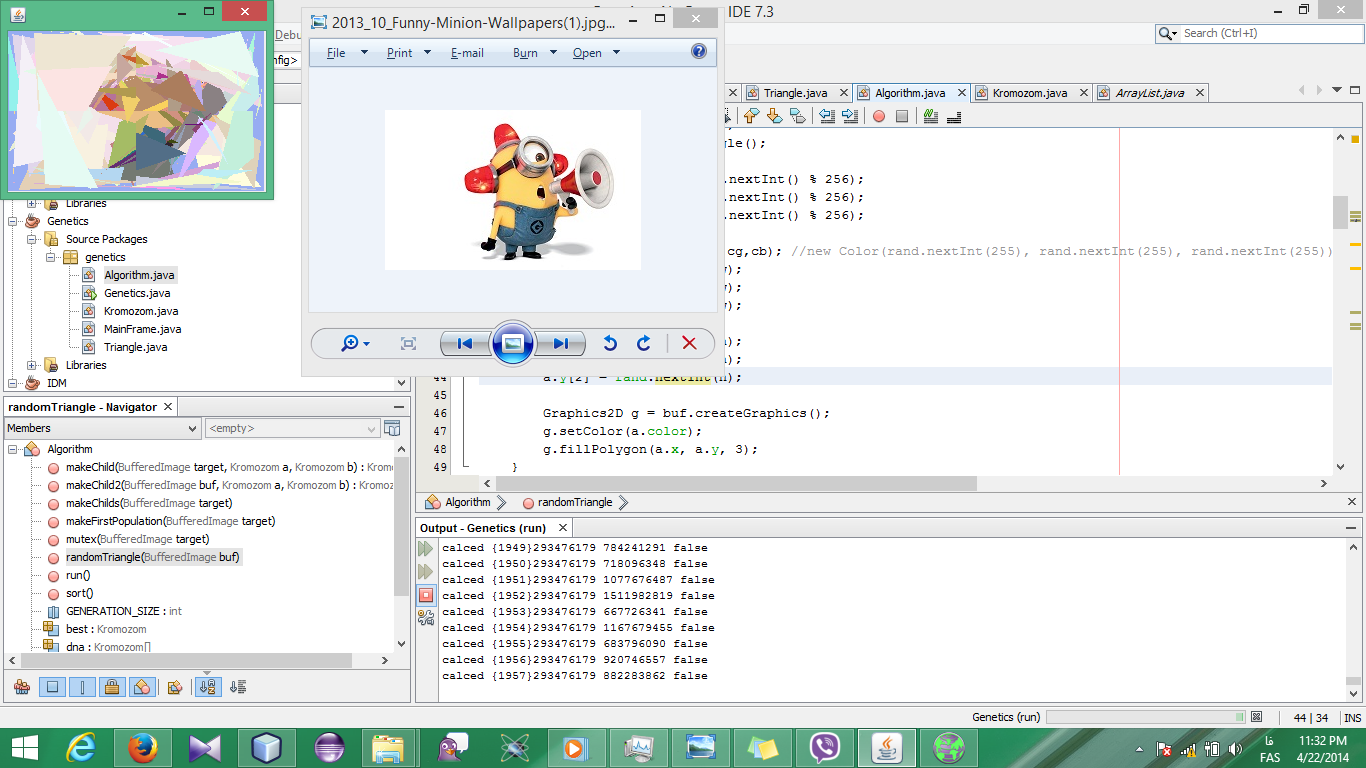 2013_10_Funny-Minion-Wallpapers(1).jpg...
IDE 7.3
Debu
Search (Ctrl+I)
File Print E-mail Burn Open
nfig>
Triangle.java Algorithm.java Kromozom.java ArrayList.java
gle();
.nextInt() % 256);
.nextInt() % 256);
.nextInt() % 256);
cg,cb); //new Color(rand.nextInt(255), rand.nextInt(255), rand.nextInt(255))
);
);
);
);
);
44 a.y[2] = rand.nextInt(h);
45
46 Graphics2D g = buf.createGraphics();
47 g.setColor(a.color);
48 g.fillPolygon(a.x, a.y, 3);
49 }
Algorithm randomTriangle
Libraries
Genetics
Source Packages
genetics
Algorithm.java
Genetics.java
Kromozom.java
MainFrame.java
Triangle.java
Libraries
IDM
randomTriangle - Navigator
Members <empty>
Algorithm
makeChild(BufferedImage target, Kromozom a, Kromozom b) : Kromo
makeChild2(BufferedImage buf, Kromozom a, Kromozom b) : Kromoz
makeChilds(BufferedImage target)
makeFirstPopulation(BufferedImage target)
mutex(BufferedImage target)
randomTriangle(BufferedImage buf)
run()
sort()
GENERATION_SIZE : int
best : Kromozom
dna : Kromozom[]
Output - Genetics (run)
calced {1949}293476179 784241291 false
calced {1950}293476179 718096348 false
calced {1951}293476179 1077676487 false
calced {1952}293476179 1511982819 false
calced {1953}293476179 667726341 false
calced {1954}293476179 1167679455 false
calced {1955}293476179 683796090 false
calced {1956}293476179 920746557 false
calced {1957}293476179 882283862 false
Genetics (run)
44 | 34 INS
فا
FAS
11:32 PM
4/22/2014